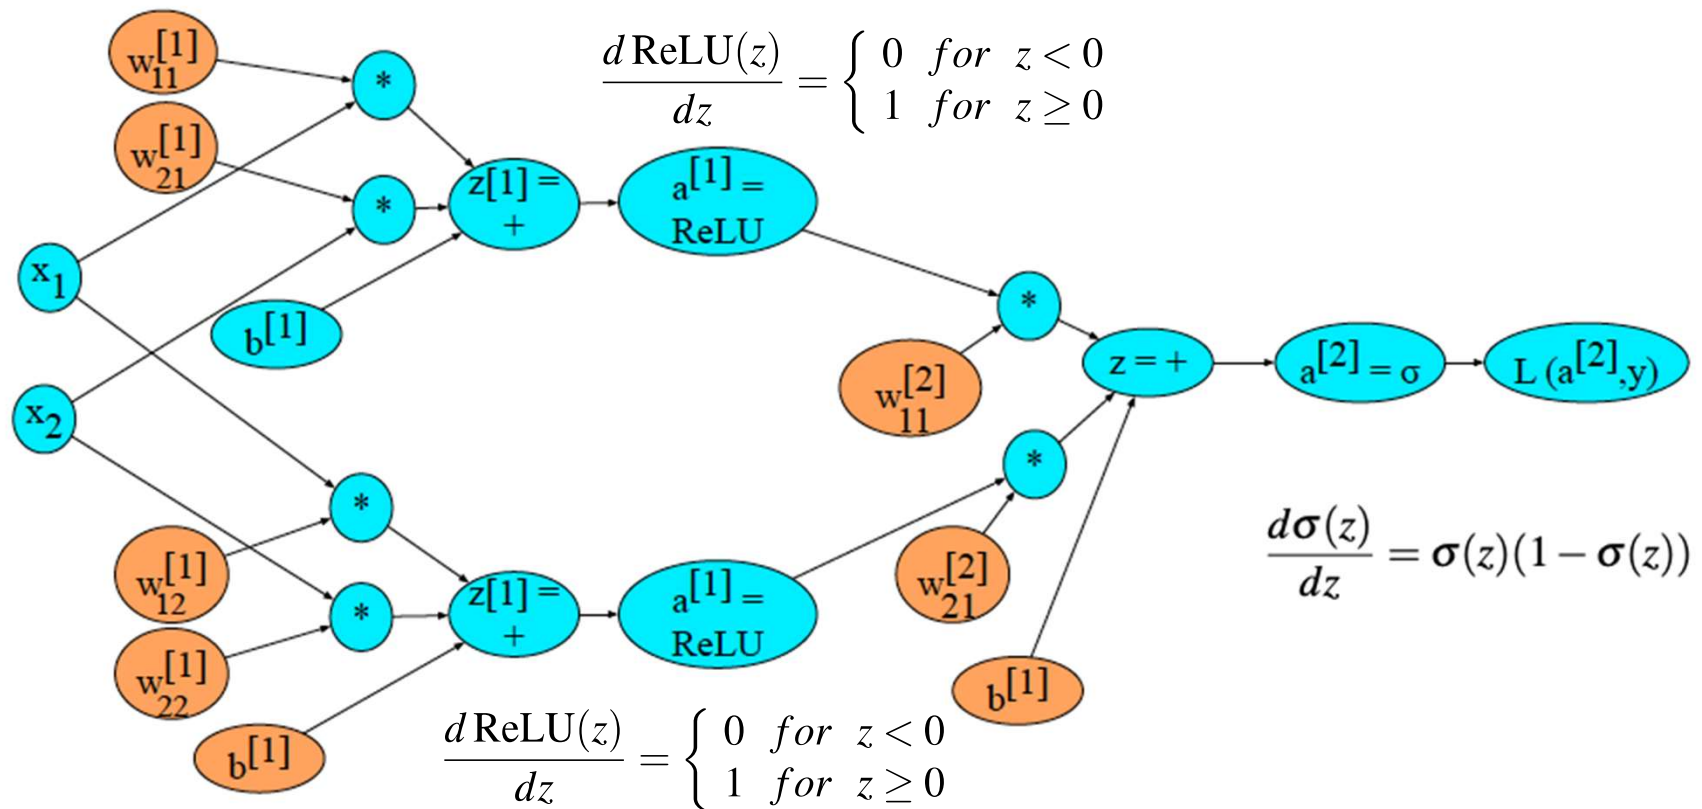 w[1]11
*
d ReLU(z)/dz = { 0 for z < 0
1 for z ≥ 0
w[1]21
*
z[1] =
+
a[1] =
ReLU
x1
b[1]
*
w[2]11
z = +
a[2] = σ
L (a[2],y)
x2
*
*
w[1]12
*
z[1] =
+
a[1] =
ReLU
w[2]21
dσ(z)/dz = σ(z)(1 − σ(z))
w[1]22
b[1]
b[1]
d ReLU(z)/dz = { 0 for z < 0
1 for z ≥ 0